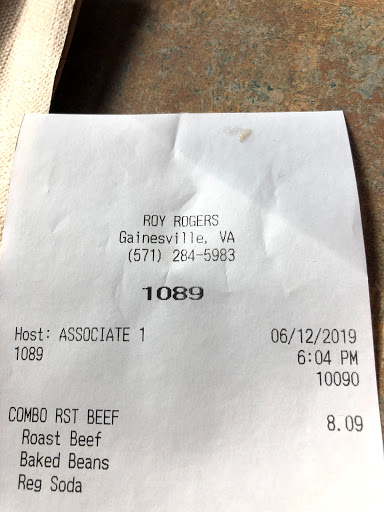 ROY ROGERS
Gainesville, VA
(571) 284-5983
1089
Host: ASSOCIATE 1 06/12/2019
1089 6:04 PM
10090
COMBO RST BEEF 8.09
Roast Beef
Baked Beans
Reg Soda